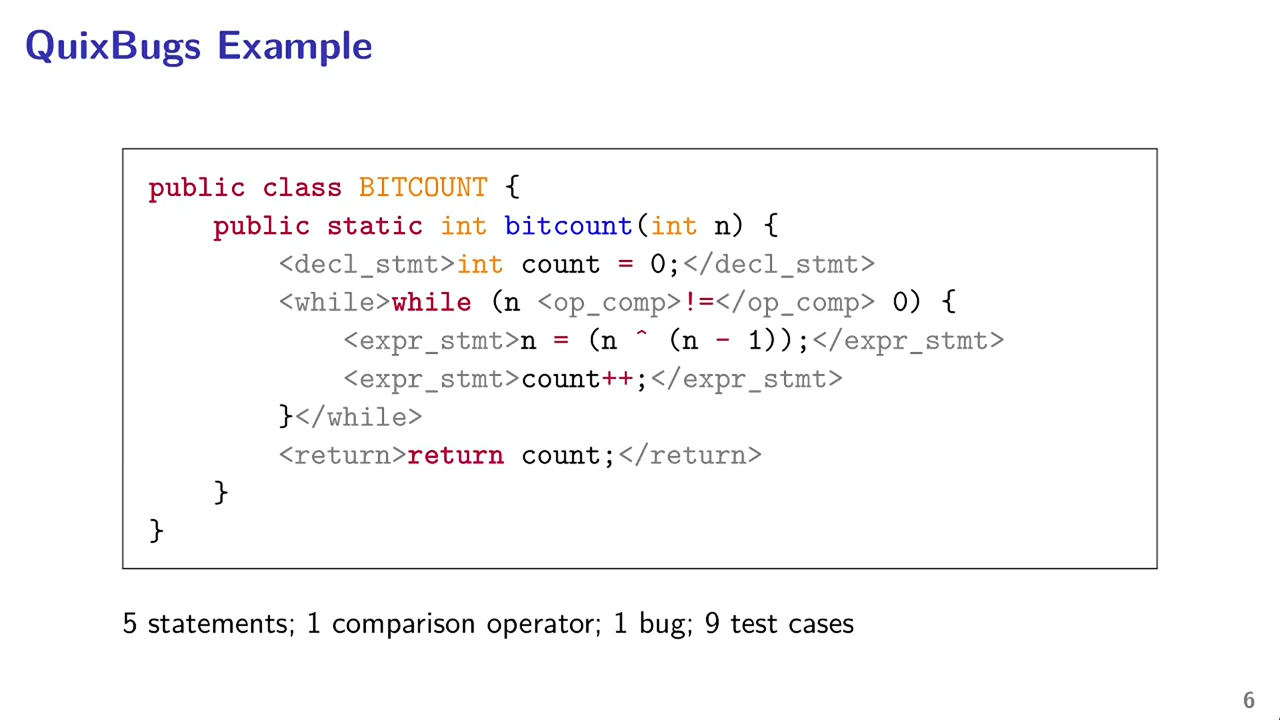 QuixBugs Example
public class BITCOUNT {
    public static int bitcount(int n) {
        <decl_stmt>int count = 0;</decl_stmt>
        <while>while (n <op_comp>!=</op_comp> 0) {
            <expr_stmt>n = (n ^ (n - 1));</expr_stmt>
            <expr_stmt>count++;</expr_stmt>
        }</while>
        <return>return count;</return>
    }
}
5 statements; 1 comparison operator; 1 bug; 9 test cases
6